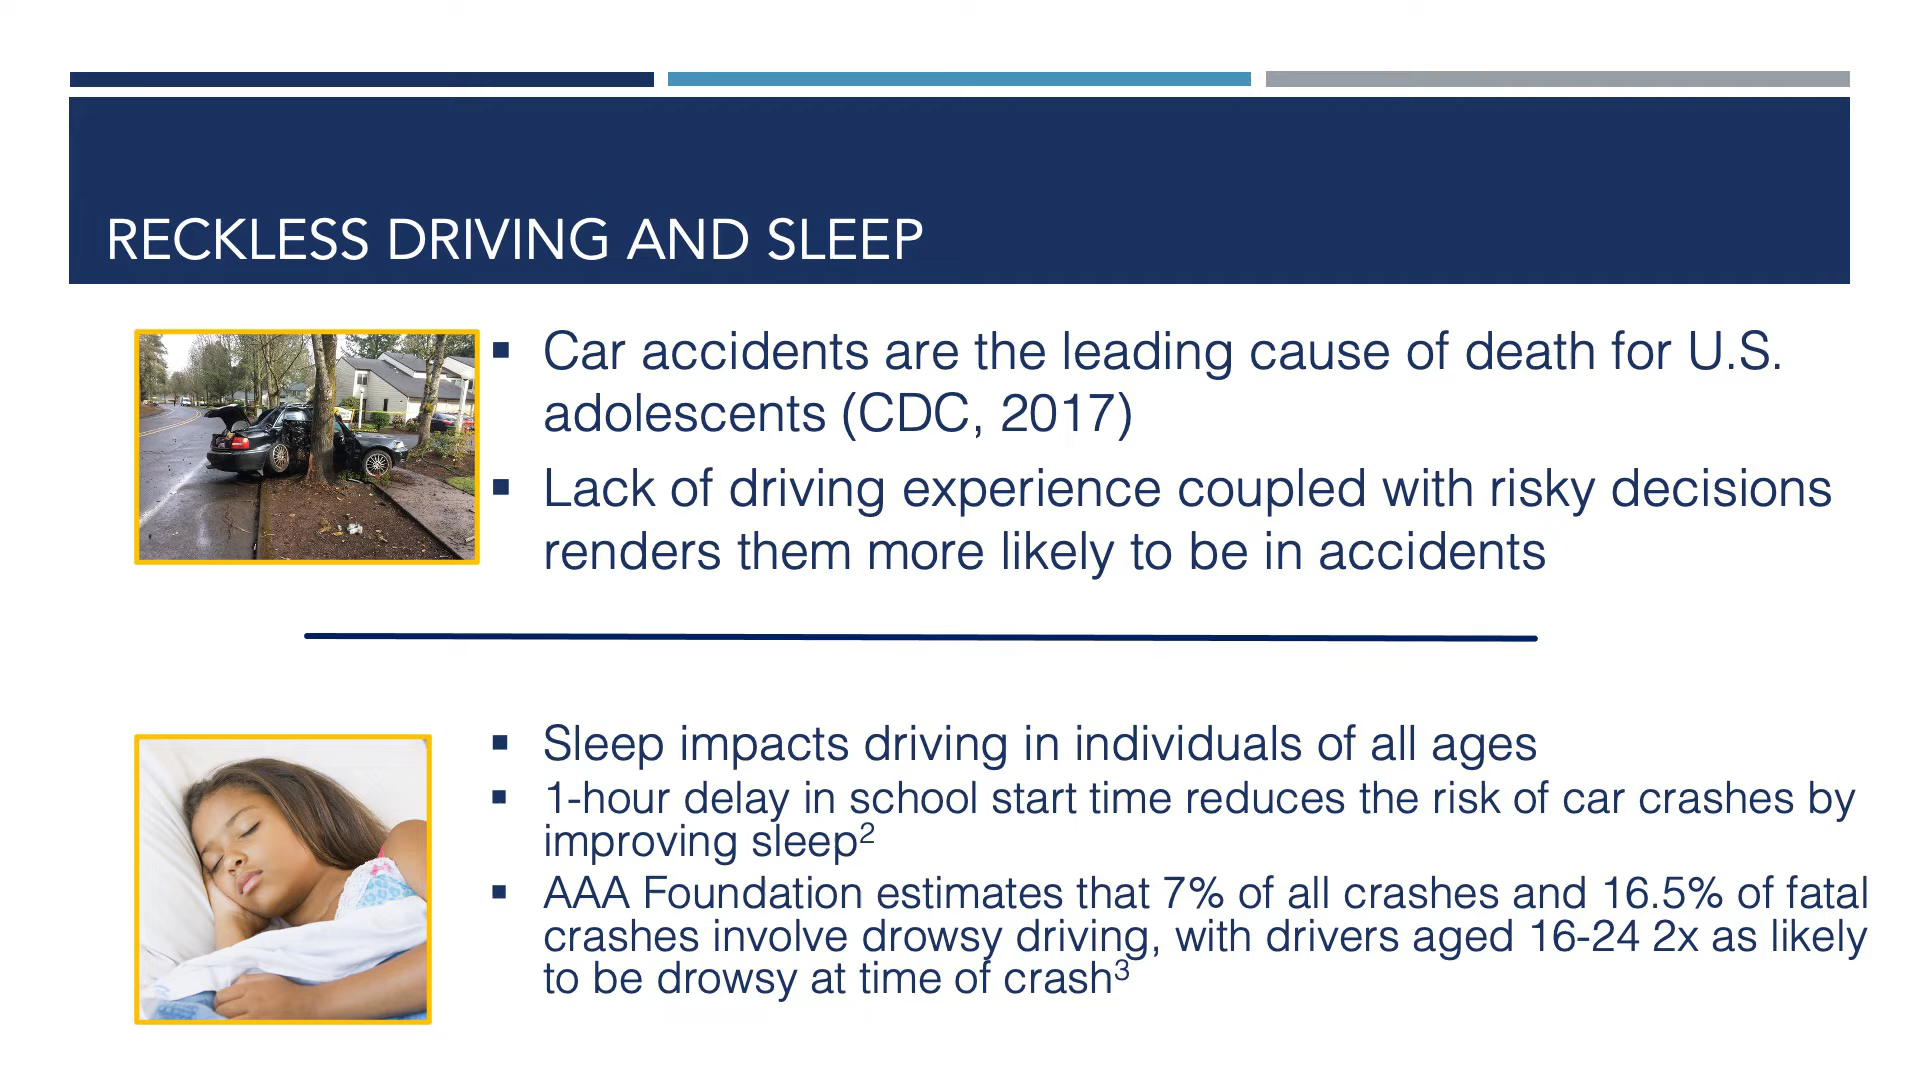 RECKLESS DRIVING AND SLEEP
▪ Car accidents are the leading cause of death for U.S.
adolescents (CDC, 2017)
▪ Lack of driving experience coupled with risky decisions
renders them more likely to be in accidents
▪ Sleep impacts driving in individuals of all ages
▪ 1-hour delay in school start time reduces the risk of car crashes by
improving sleep²
▪ AAA Foundation estimates that 7% of all crashes and 16.5% of fatal
crashes involve drowsy driving, with drivers aged 16-24 2x as likely
to be drowsy at time of crash³